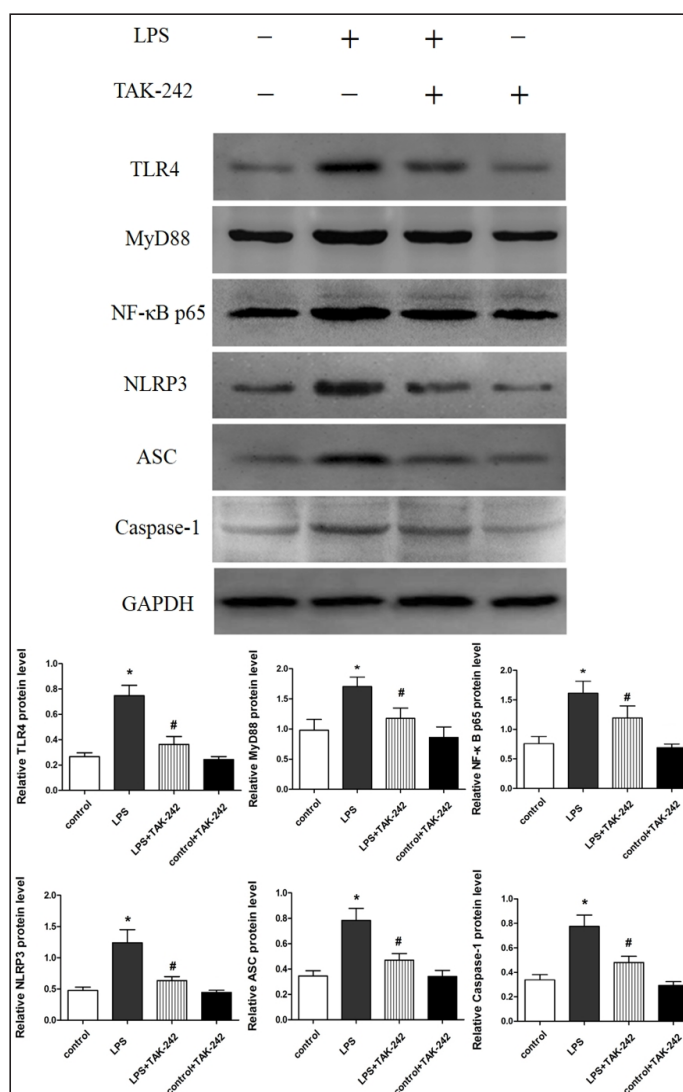 LPS − + + −
TAK-242 − − + +
TLR4
MyD88
NF-κB p65
NLRP3
ASC
Caspase-1
GAPDH
Relative TLR4 protein level
1.0
0.8
0.6
0.4
0.2
0.0
*
#
control
LPS
LPS+TAK-242
control+TAK-242
Relative MyD88 protein level
2.0
1.5
1.0
0.5
0.0
*
#
control
LPS
LPS+TAK-242
control+TAK-242
Relative NF-κ B p65 protein level
2.0
1.5
1.0
0.5
0.0
*
#
control
LPS
LPS+TAK-242
control+TAK-242
Relative NLRP3 protein level
2.0
1.5
1.0
0.5
0.0
*
#
control
LPS
LPS+TAK-242
control+TAK-242
Relative ASC protein level
1.0
0.8
0.6
0.4
0.2
0.0
*
#
control
LPS
LPS+TAK-242
control+TAK-242
Relative Caspase-1 protein level
1.0
0.8
0.6
0.4
0.2
0.0
*
#
control
LPS
LPS+TAK-242
control+TAK-242